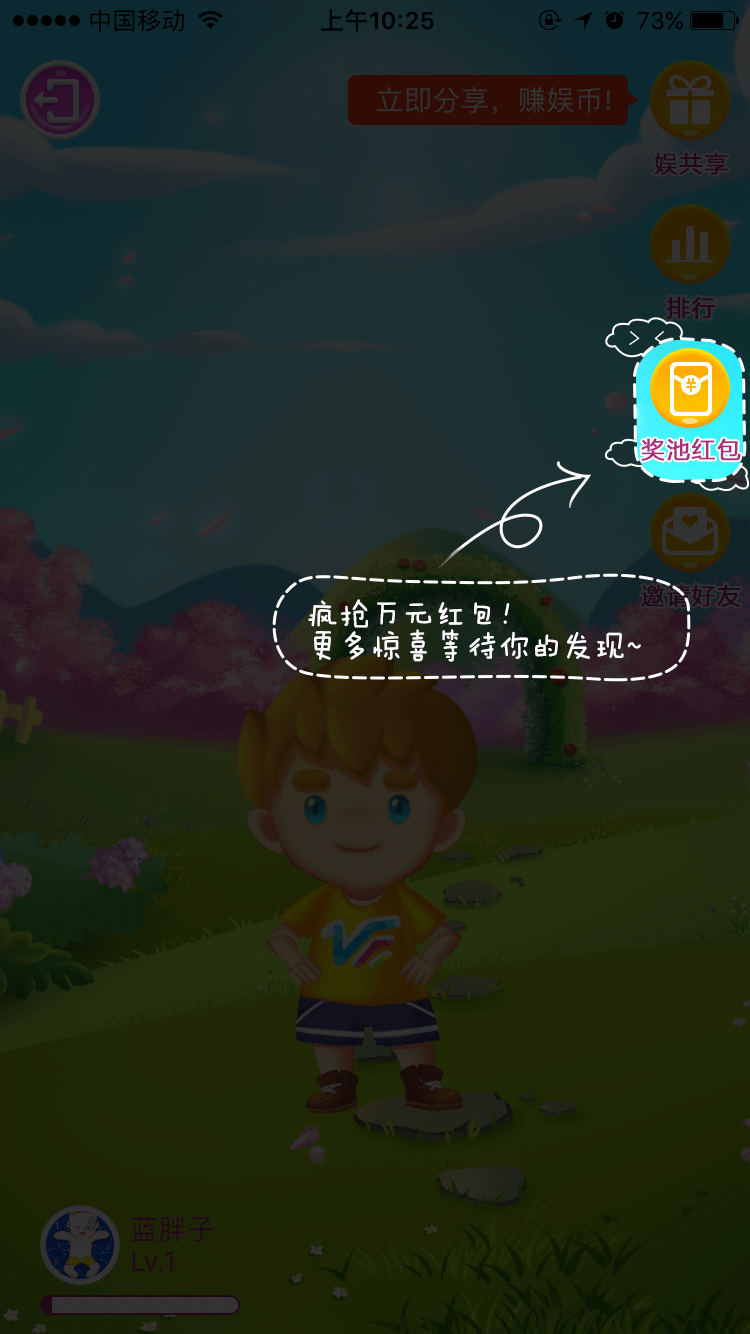 中国移动
上午10:25
73%
立即分享，赚娱币！
娱共享
排行
奖池红包
邀请好友
疯抢万元红包！
更多惊喜等待你的发现~
蓝胖子
Lv.1